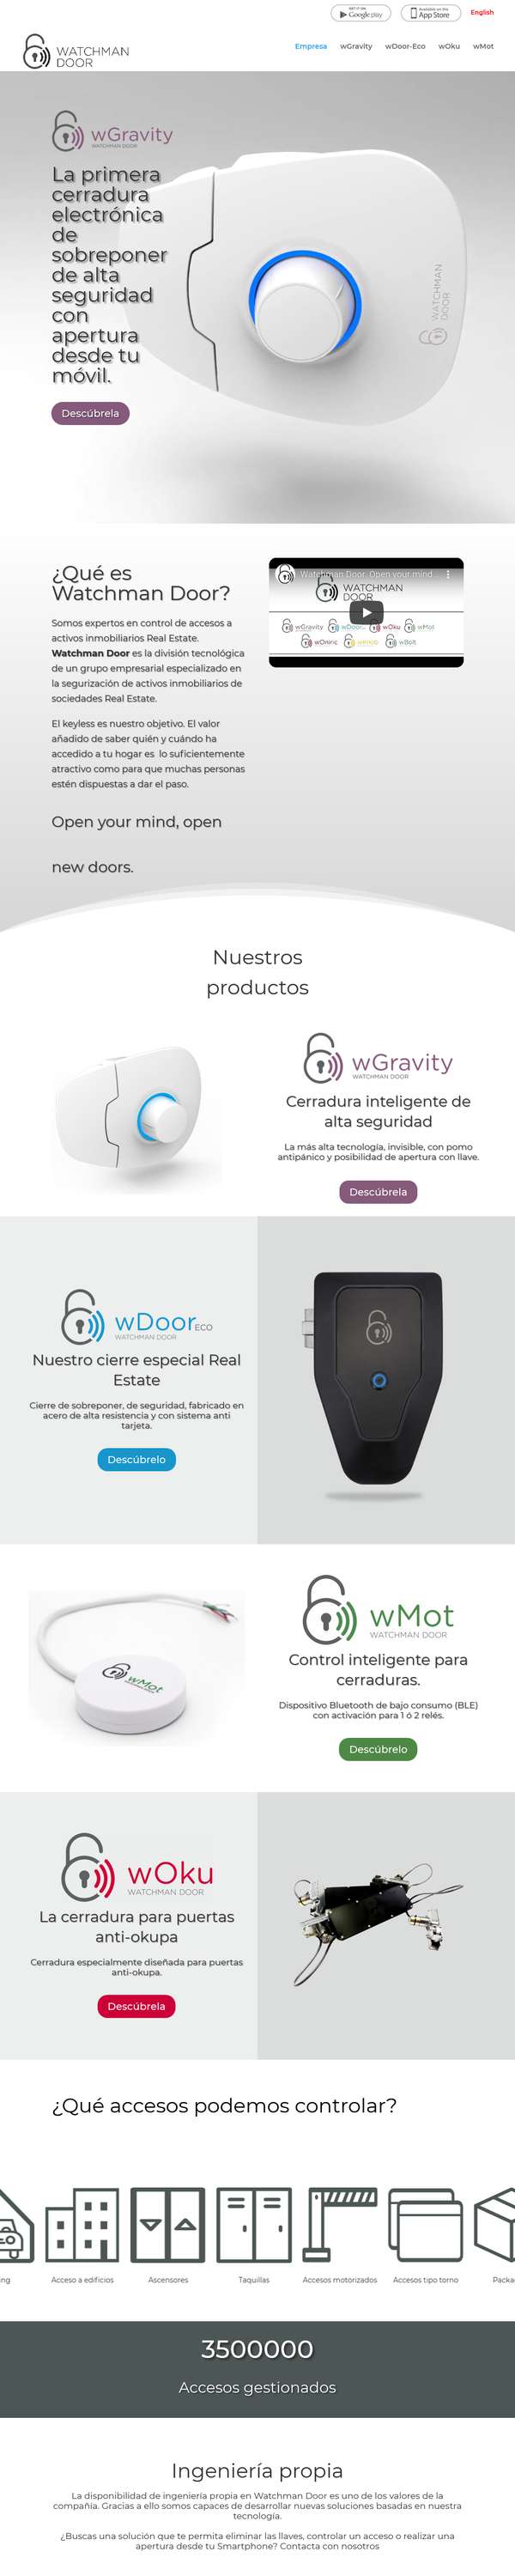 GET IT ON
Google play
Available on the
App Store
English
WATCHMAN
DOOR
Empresa wGravity wDoor-Eco wOku wMot
wGravity
WATCHMAN DOOR
La primera
cerradura
electrónica
de
sobreponer
de alta
seguridad
con
apertura
desde tu
móvil.
Descúbrela
WATCHMAN
DOOR
¿Qué es
Watchman Door?
Somos expertos en control de accesos a
activos inmobiliarios Real Estate.
Watchman Door es la división tecnológica
de un grupo empresarial especializado en
la segurización de activos inmobiliarios de
sociedades Real Estate.
El keyless es nuestro objetivo. El valor
añadido de saber quién y cuándo ha
accedido a tu hogar es lo suficientemente
atractivo como para que muchas personas
estén dispuestas a dar el paso.
Open your mind, open
new doors.
Watchman Door. Open your mind...
WATCHMAN
DOOR
wGravity wDoor wOku wMot
wOniric wBolt
Nuestros
productos
wGravity
WATCHMAN DOOR
Cerradura inteligente de
alta seguridad
La más alta tecnología, invisible, con pomo
antipánico y posibilidad de apertura con llave.
Descúbrela
wDoor ECO
WATCHMAN DOOR
Nuestro cierre especial Real
Estate
Cierre de sobreponer, de seguridad, fabricado en
acero de alta resistencia y con sistema anti
tarjeta.
Descúbrelo
wMot
wMot
WATCHMAN DOOR
Control inteligente para
cerraduras.
Dispositivo Bluetooth de bajo consumo (BLE)
con activación para 1 ó 2 relés.
Descúbrelo
wOku
WATCHMAN DOOR
La cerradura para puertas
anti-okupa
Cerradura especialmente diseñada para puertas
anti-okupa.
Descúbrela
¿Qué accesos podemos controlar?
ing Acceso a edificios Ascensores Taquillas Accesos motorizados Accesos tipo torno Packa
3500000
Accesos gestionados
Ingeniería propia
La disponibilidad de ingeniería propia en Watchman Door es uno de los valores de la
compañía. Gracias a ello somos capaces de desarrollar nuevas soluciones basadas en nuestra
tecnología.
¿Buscas una solución que te permita eliminar las llaves, controlar un acceso o realizar una
apertura desde tu Smartphone? Contacta con nosotros